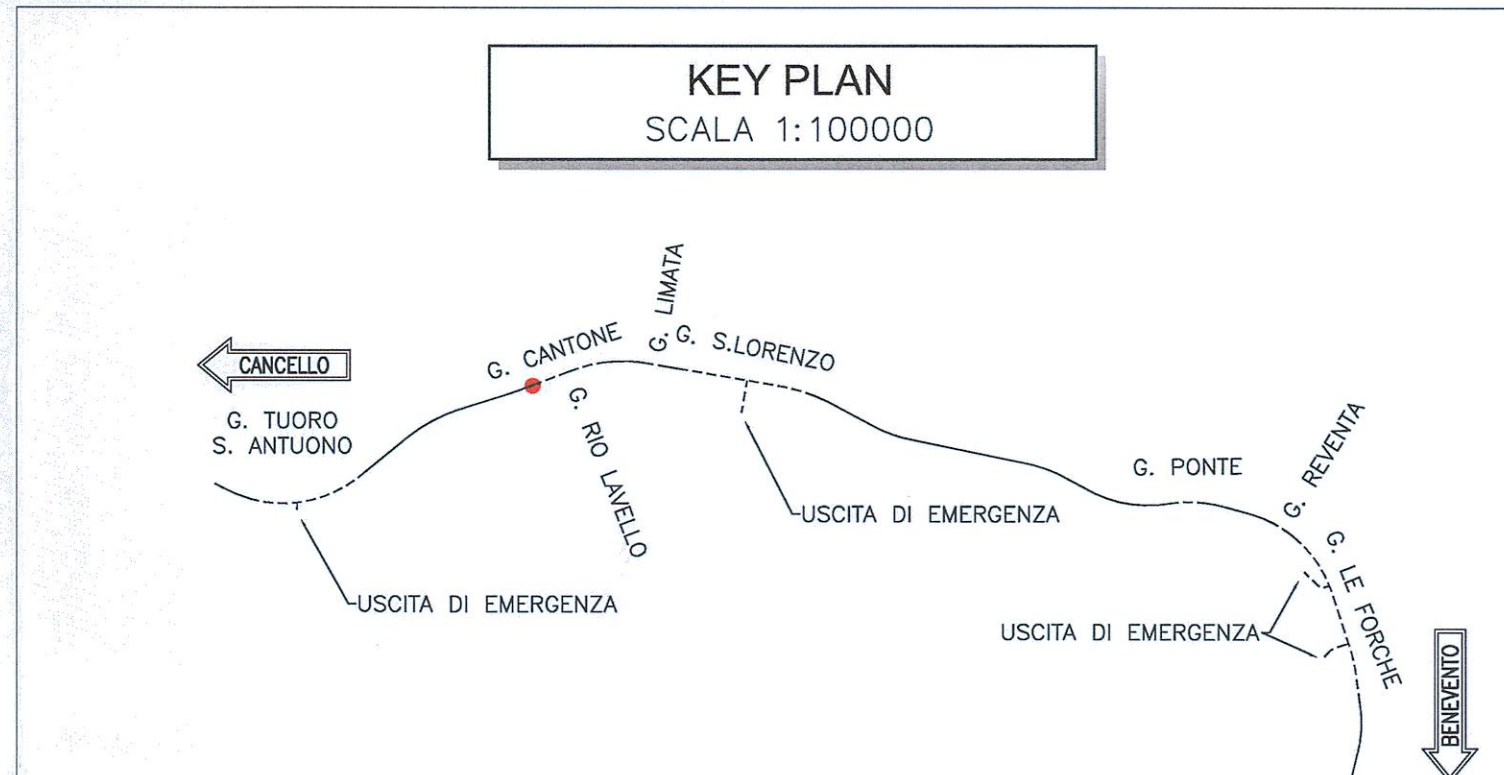 KEY PLAN
SCALA 1:100000
CANCELLO
G. TUORO
S. ANTUONO
G. CANTONE
G. LIMATA
G. S.LORENZO
G. RIO LAVELLO
USCITA DI EMERGENZA
USCITA DI EMERGENZA
G. PONTE
G. REVENTA
G. LE FORCHE
USCITA DI EMERGENZA
BENEVENTO